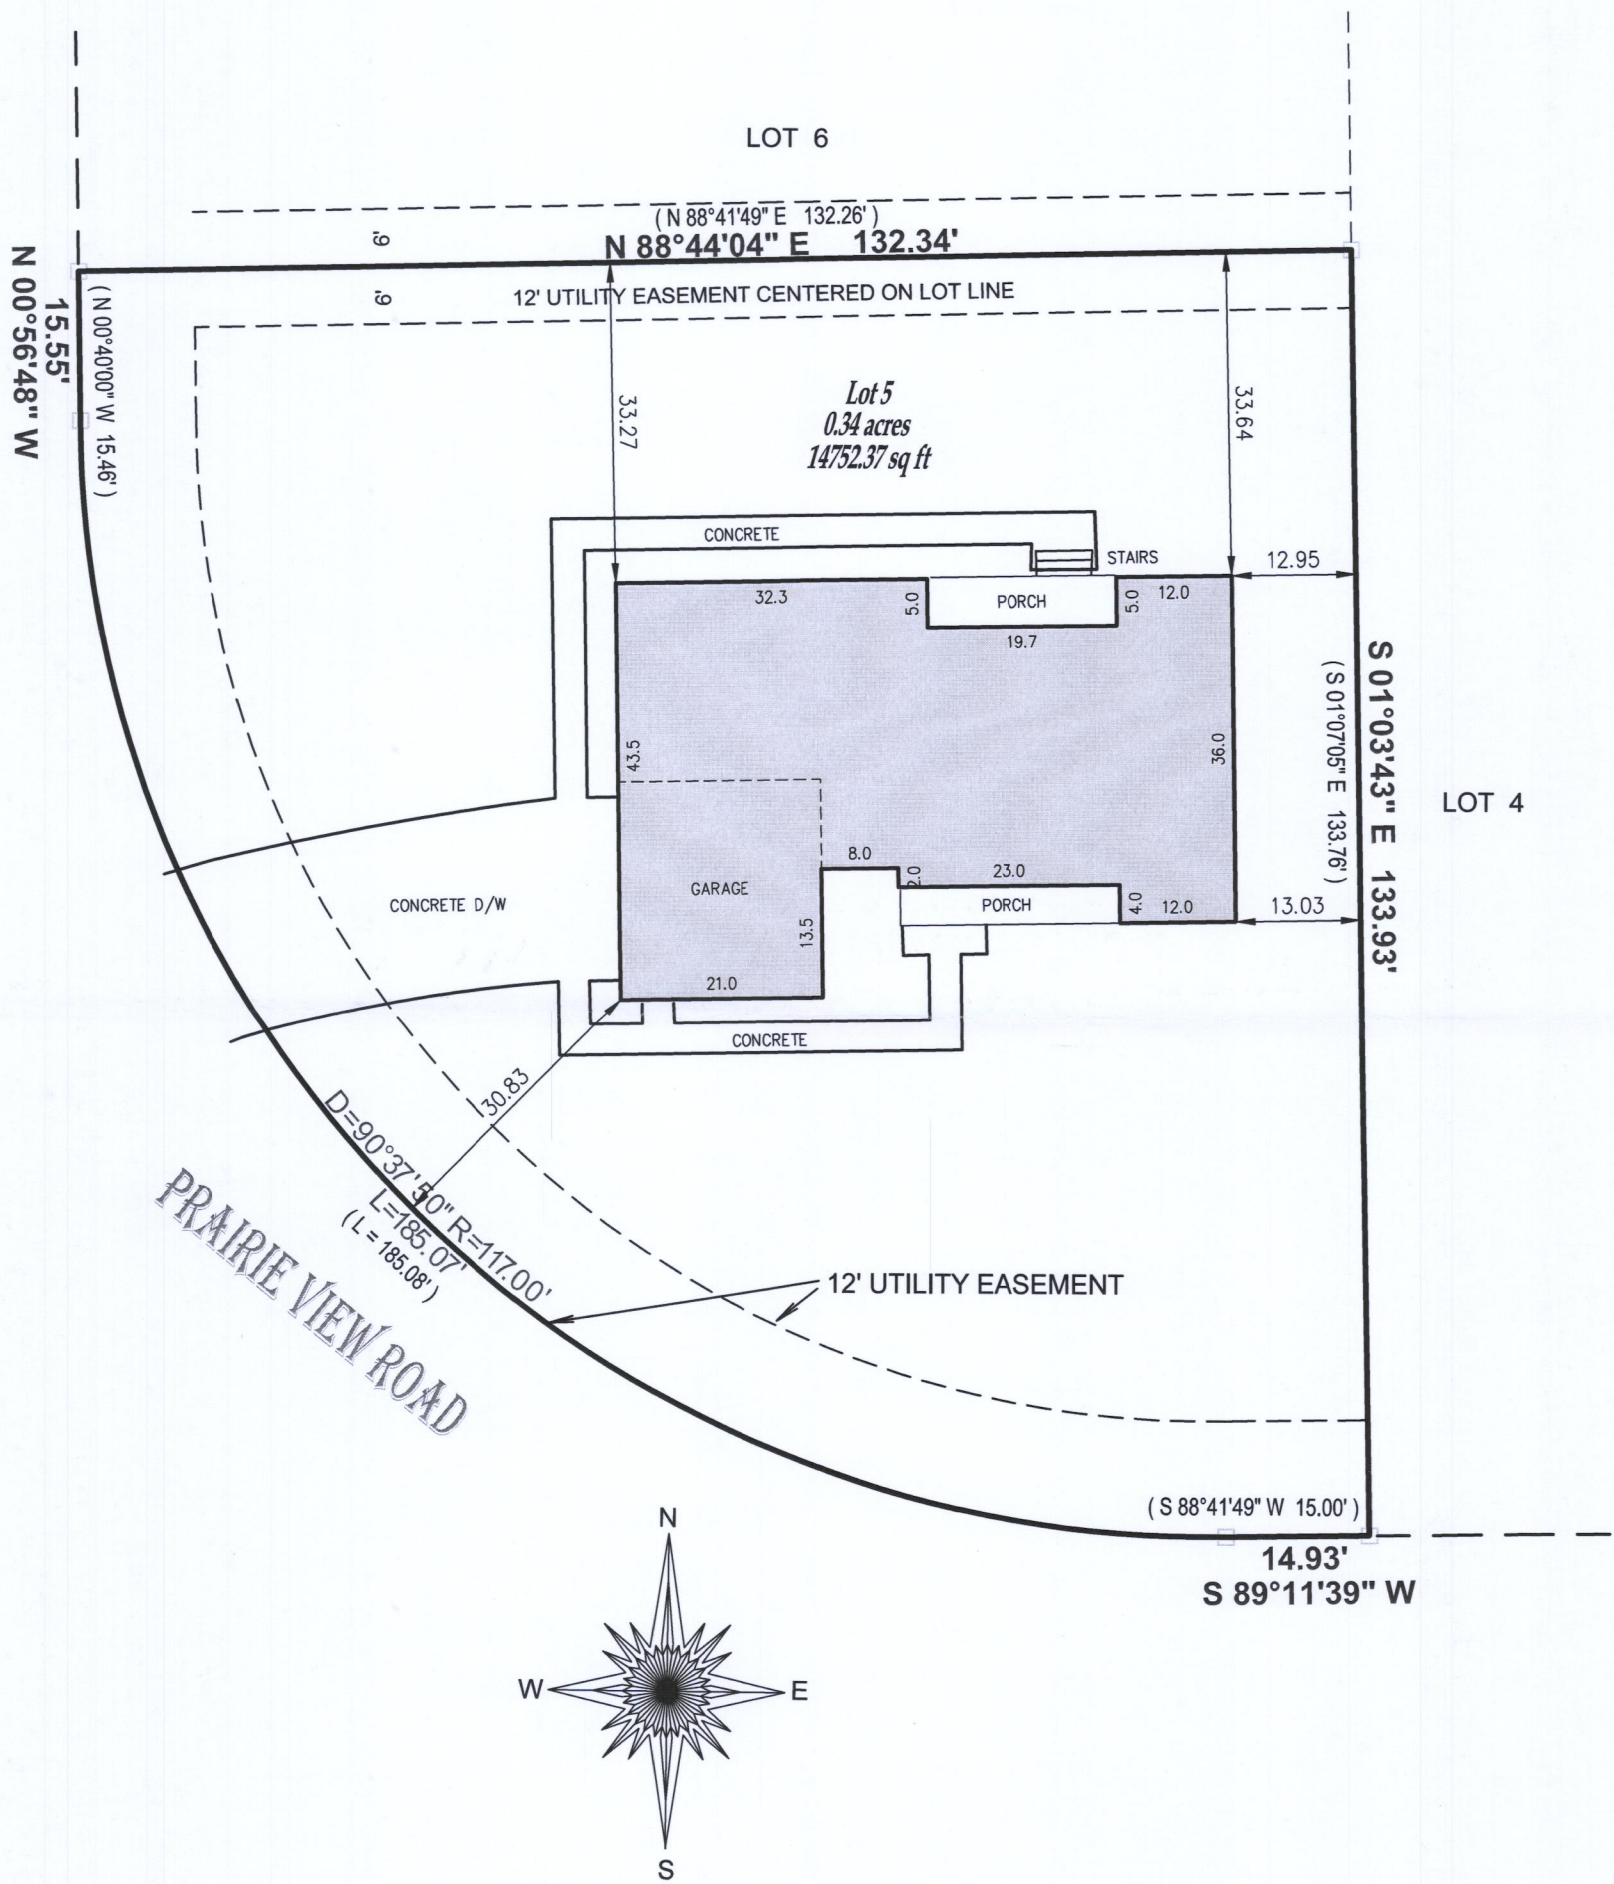 LOT 6
( N 88°41'49" E 132.26' )
N 88°44'04" E 132.34'
6'
6'
12' UTILITY EASEMENT CENTERED ON LOT LINE
N 00°56'48" W
15.55'
( N 00°40'00" W 15.46' )
Lot 5
0.34 acres
14752.37 sq ft
33.27
33.64
CONCRETE
STAIRS
12.95
32.3
5.0
PORCH
5.0
12.0
19.7
S 01°03'43" E 133.93'
( S 01°07'05" E 133.76' )
43.5
36.0
LOT 4
8.0
2.0
23.0
GARAGE
CONCRETE D/W
PORCH
4.0
12.0
13.03
13.5
21.0
CONCRETE
30.83
D=90°37'50" R=117.00'
L=185.07'
( L = 185.08' )
PRAIRIE VIEW ROAD
12' UTILITY EASEMENT
( S 88°41'49" W 15.00' )
14.93'
S 89°11'39" W
N
W
E
S